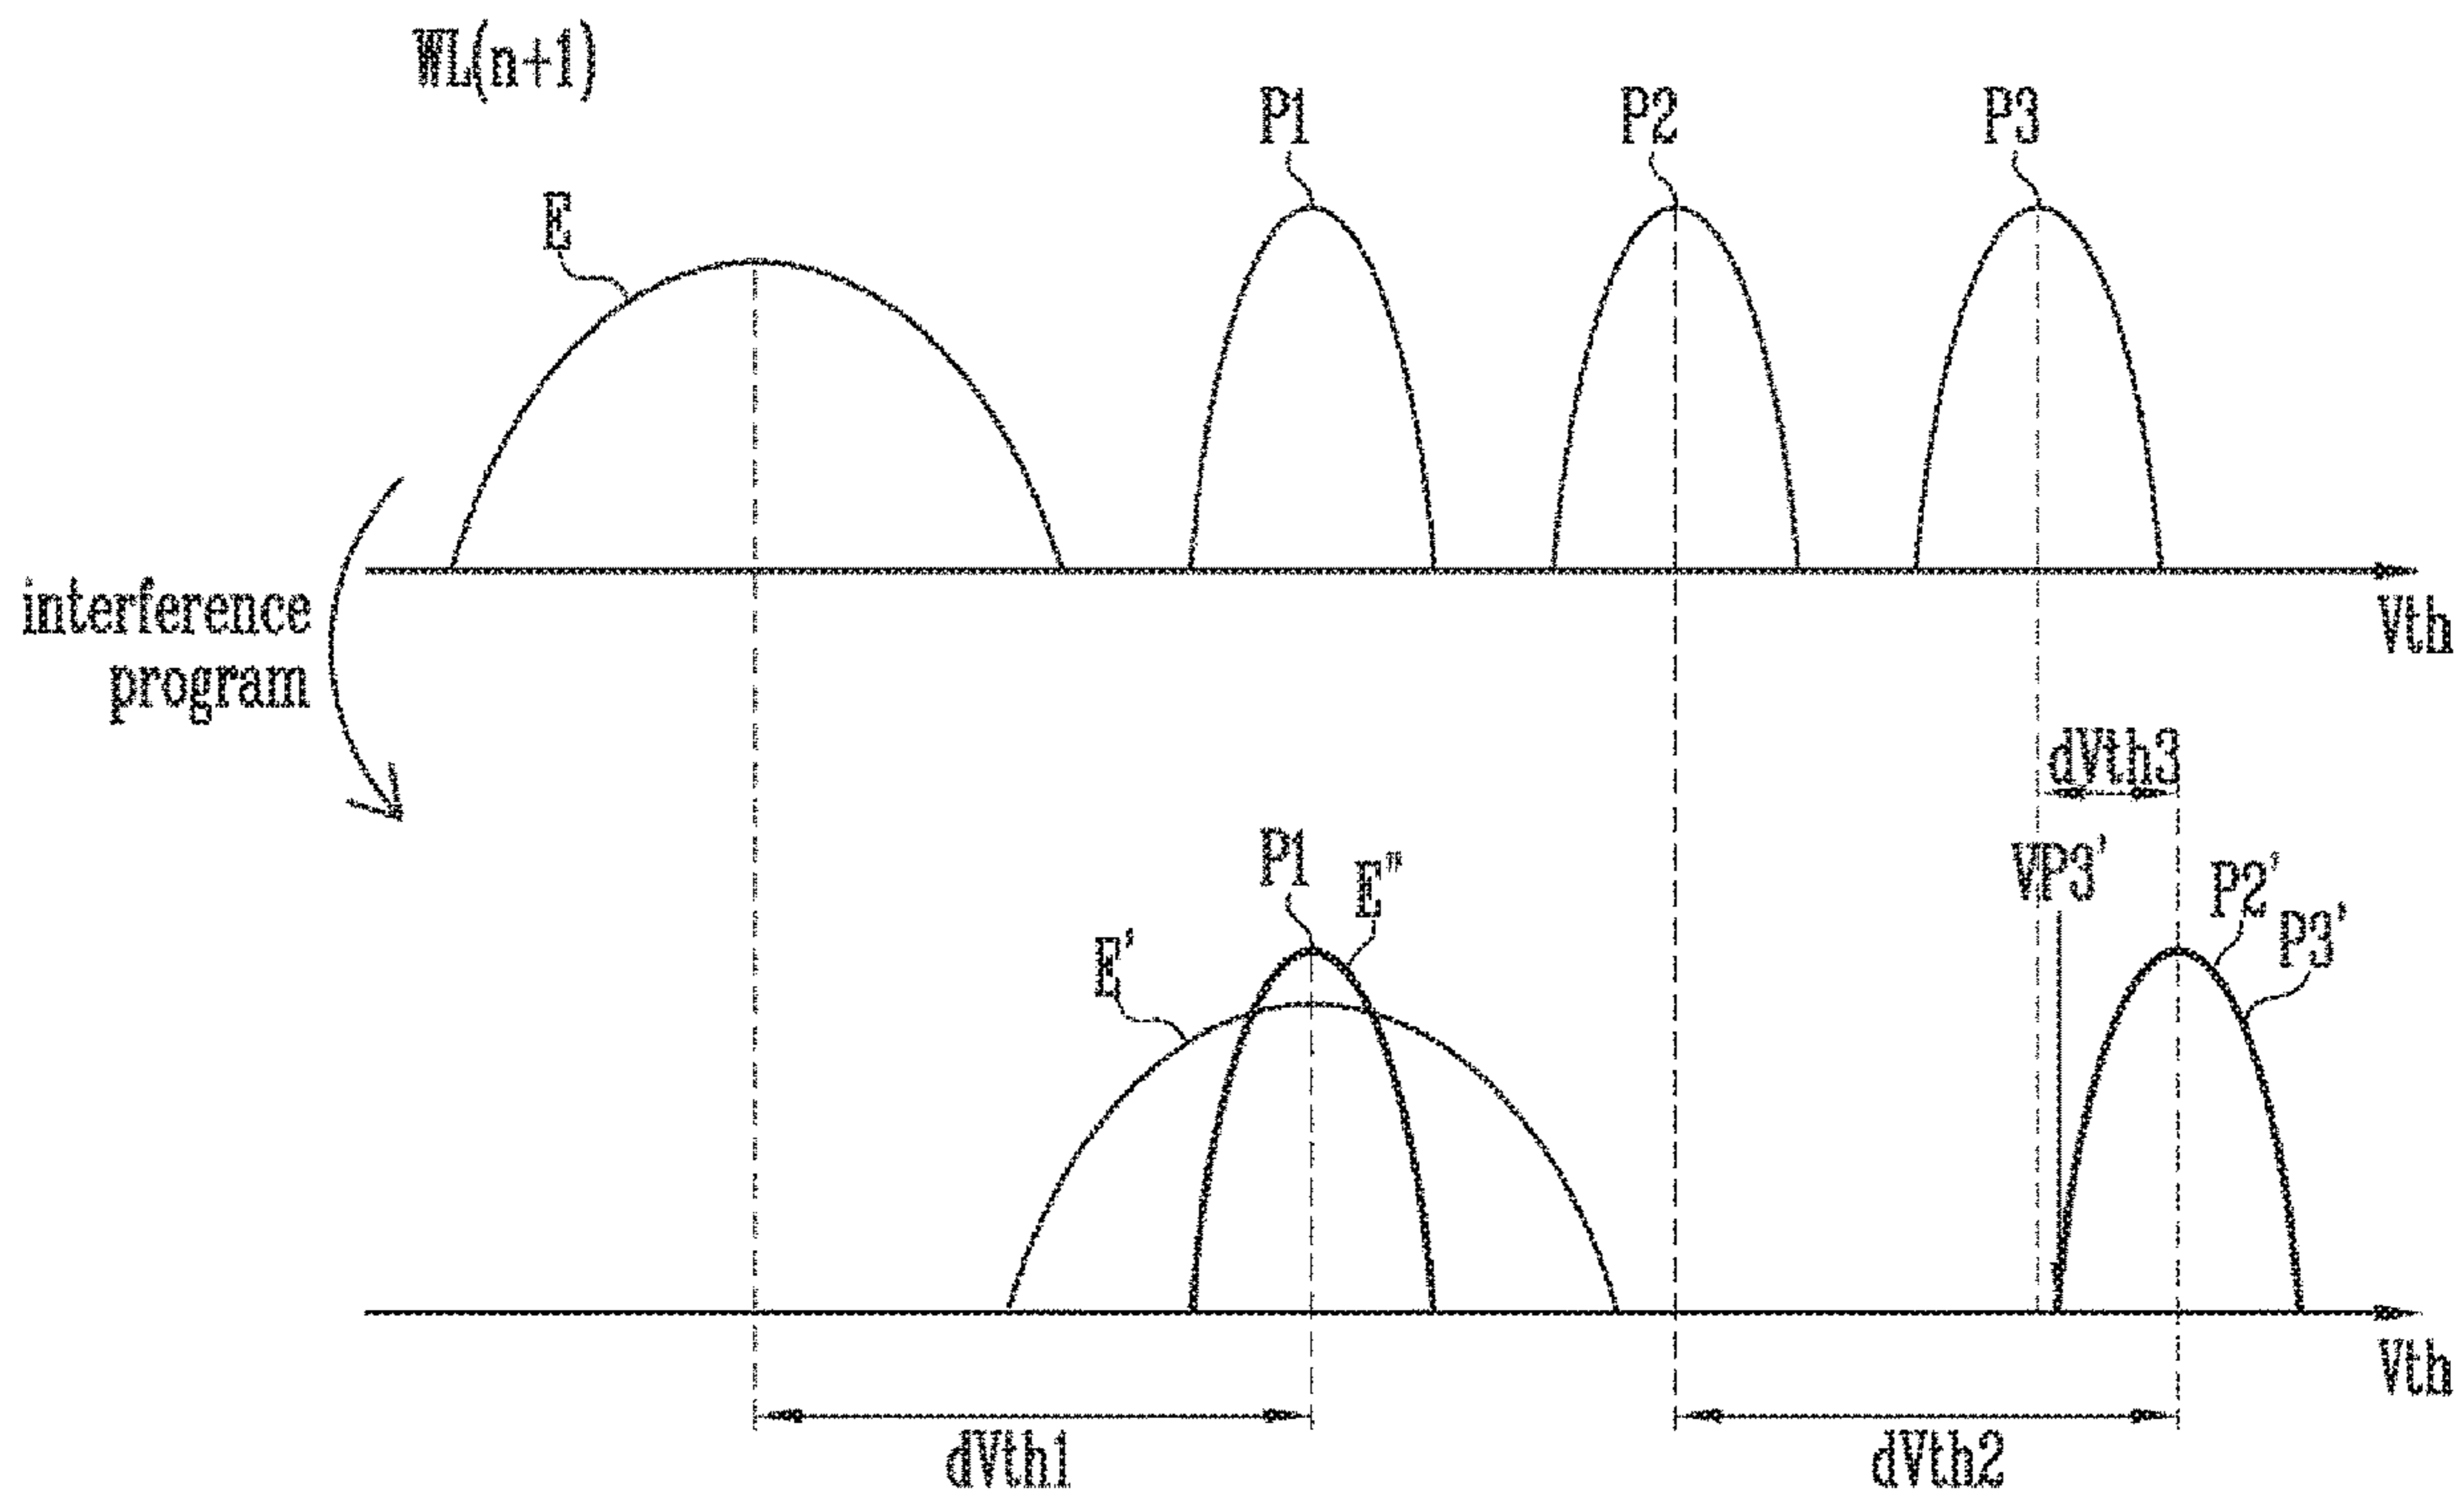 WL(n+1)
P1
P2
P3
E
Vth
interference
program
dVth3
P1
E"
VP3'
P2'
P3'
E'
Vth
dVth1
dVth2